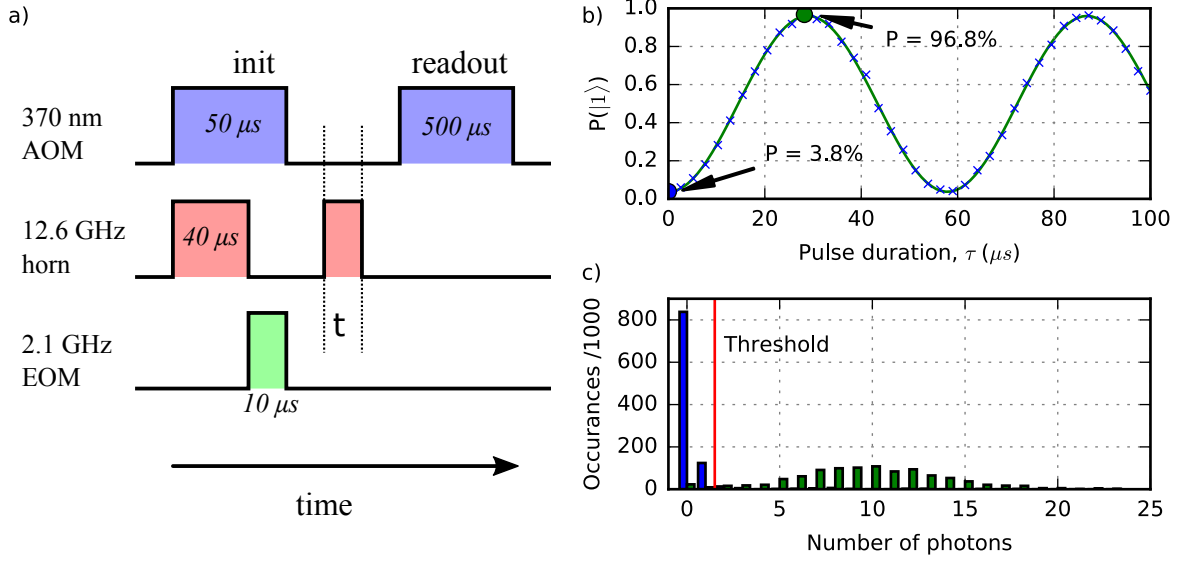 a)
init
readout
370 nm
AOM
50 μs
500 μs
12.6 GHz
horn
40 μs
t
2.1 GHz
EOM
10 μs
time
b)
1.0
0.8
0.6
0.4
0.2
0.0
P(|1⟩)
P = 96.8%
P = 3.8%
0
20
40
60
80
100
Pulse duration, τ (μs)
c)
800
600
400
200
0
Occurances /1000
Threshold
0
5
10
15
20
25
Number of photons